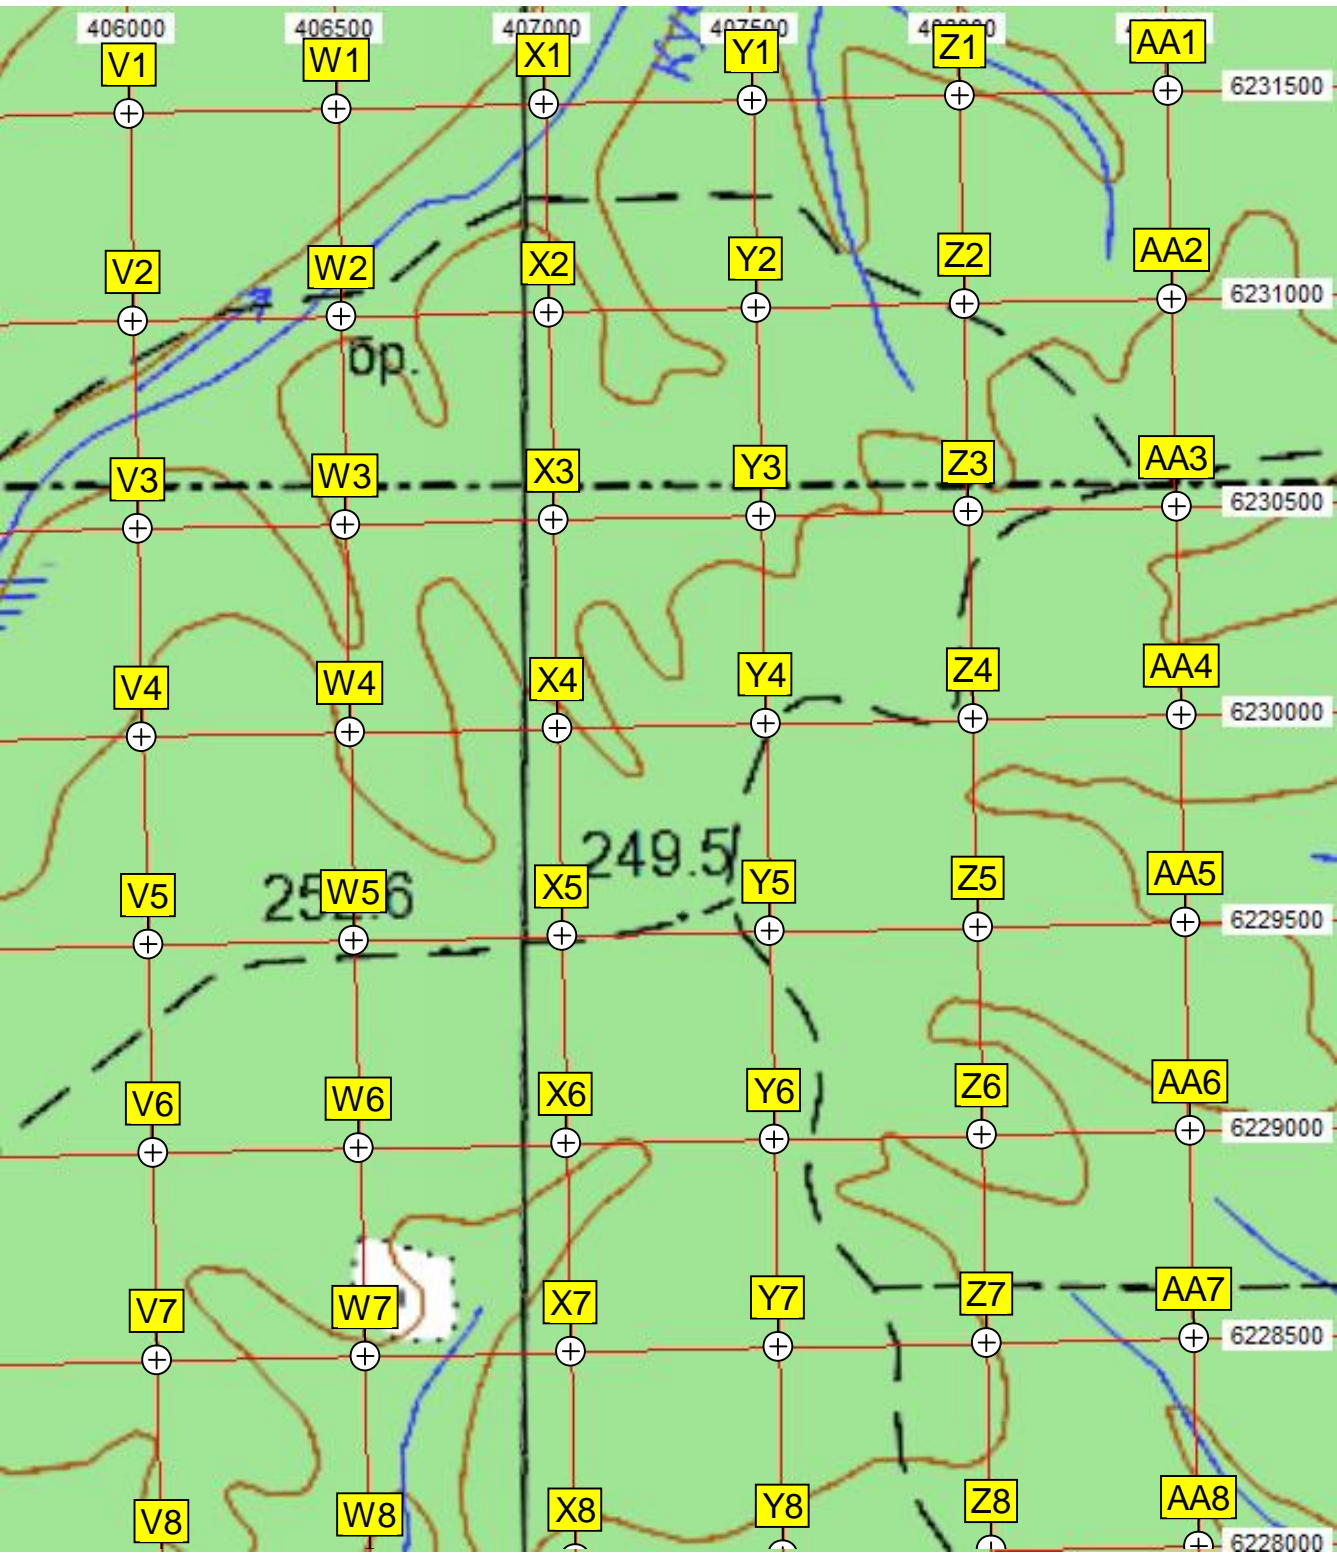 406000 406500 407000 407500
V1 W1 X1 Y1 Z1 AA1
Ку
6231500
V2 W2 X2 Y2 Z2 AA2
6231000
бр.
V3 W3 X3 Y3 Z3 AA3
6230500
V4 W4 X4 Y4 Z4 AA4
6230000
249.5
V5 W5 X5 Y5 Z5 AA5
6229500
V6 W6 X6 Y6 Z6 AA6
6229000
V7 W7 X7 Y7 Z7 AA7
6228500
V8 W8 X8 Y8 Z8 AA8
6228000